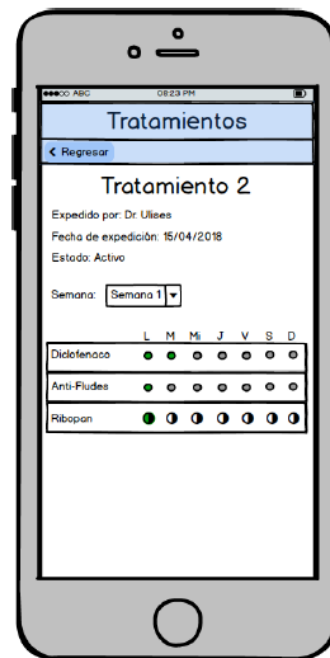 ABC 08:23 PM
Tratamientos
< Regresar
Tratamiento 2
Expedido por: Dr. Ulises
Fecha de expedición: 15/04/2018
Estado: Activo
Semana: Semana 1
L M Mi J V S D
Diclofenaco
Anti-Fludes
Ribopan